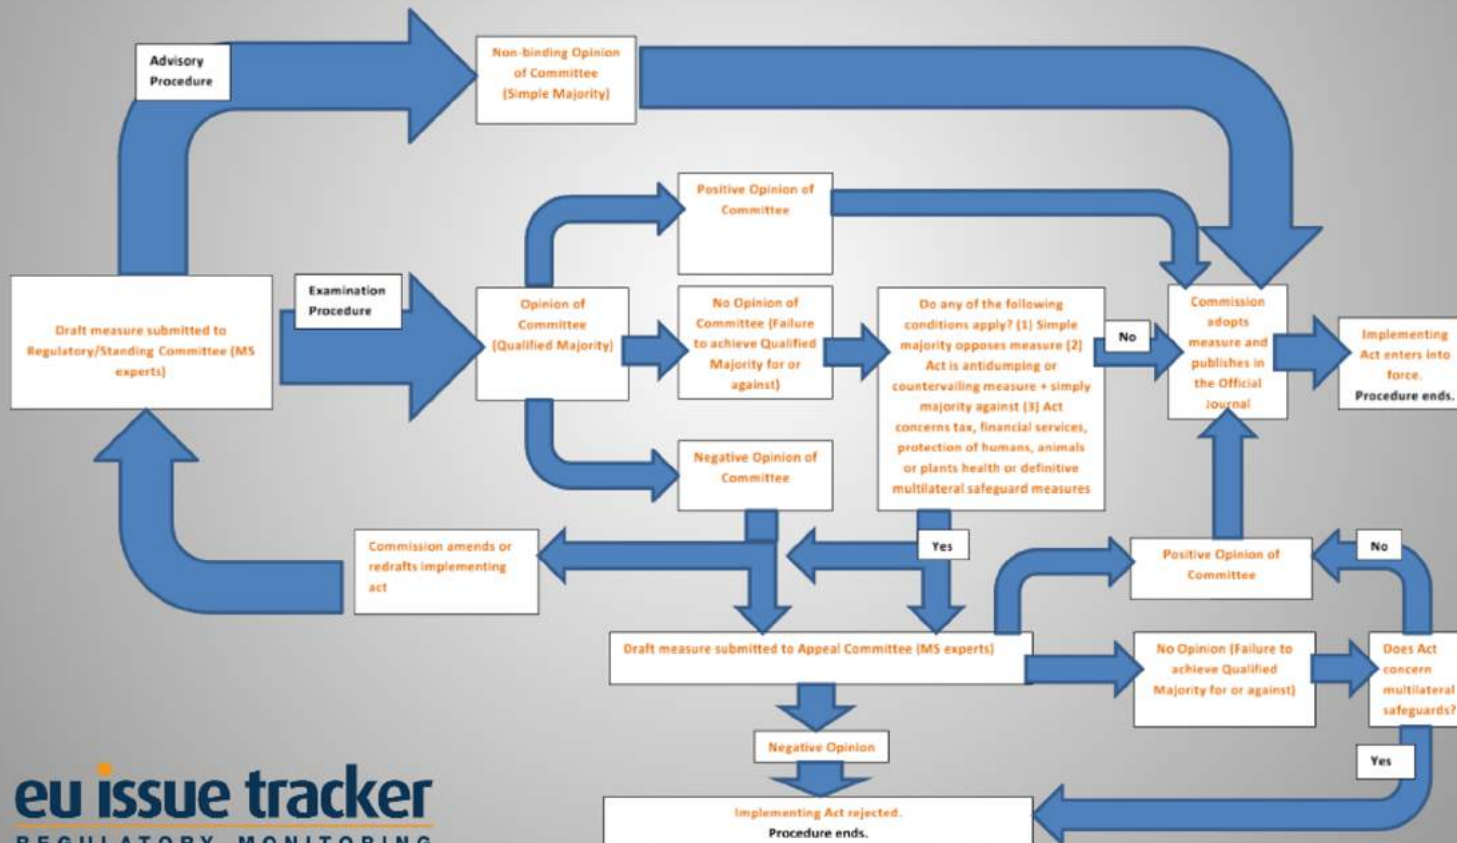 Advisory
Procedure
Non-binding Opinion
of Committee
(Simple Majority)
Positive Opinion of
Committee
Examination
Procedure
Draft measure submitted to
Regulatory/Standing Committee (MS
experts)
Opinion of
Committee
(Qualified Majority)
No Opinion of
Committee (Failure
to achieve Qualified
Majority for or
against)
Do any of the following
conditions apply? (1) Simple
majority opposes measure (2)
Act is antidumping or
countervailing measure + simply
majority against (3) Act
concerns tax, financial services,
protection of humans, animals
or plants health or definitive
multilateral safeguard measures
No
Commission
adopts
measure and
publishes in
the Official
Journal
Implementing
Act enters into
force.
Procedure ends.
Negative Opinion of
Committee
Commission amends or
redrafts implementing
act
Yes
Positive Opinion of
Committee
No
Draft measure submitted to Appeal Committee (MS experts)
No Opinion (Failure to
achieve Qualified
Majority for or against)
Does Act
concern
multilateral
safeguards?
Negative Opinion
Yes
Implementing Act rejected.
Procedure ends.
eu issue tracker
REGULATORY MONITORING